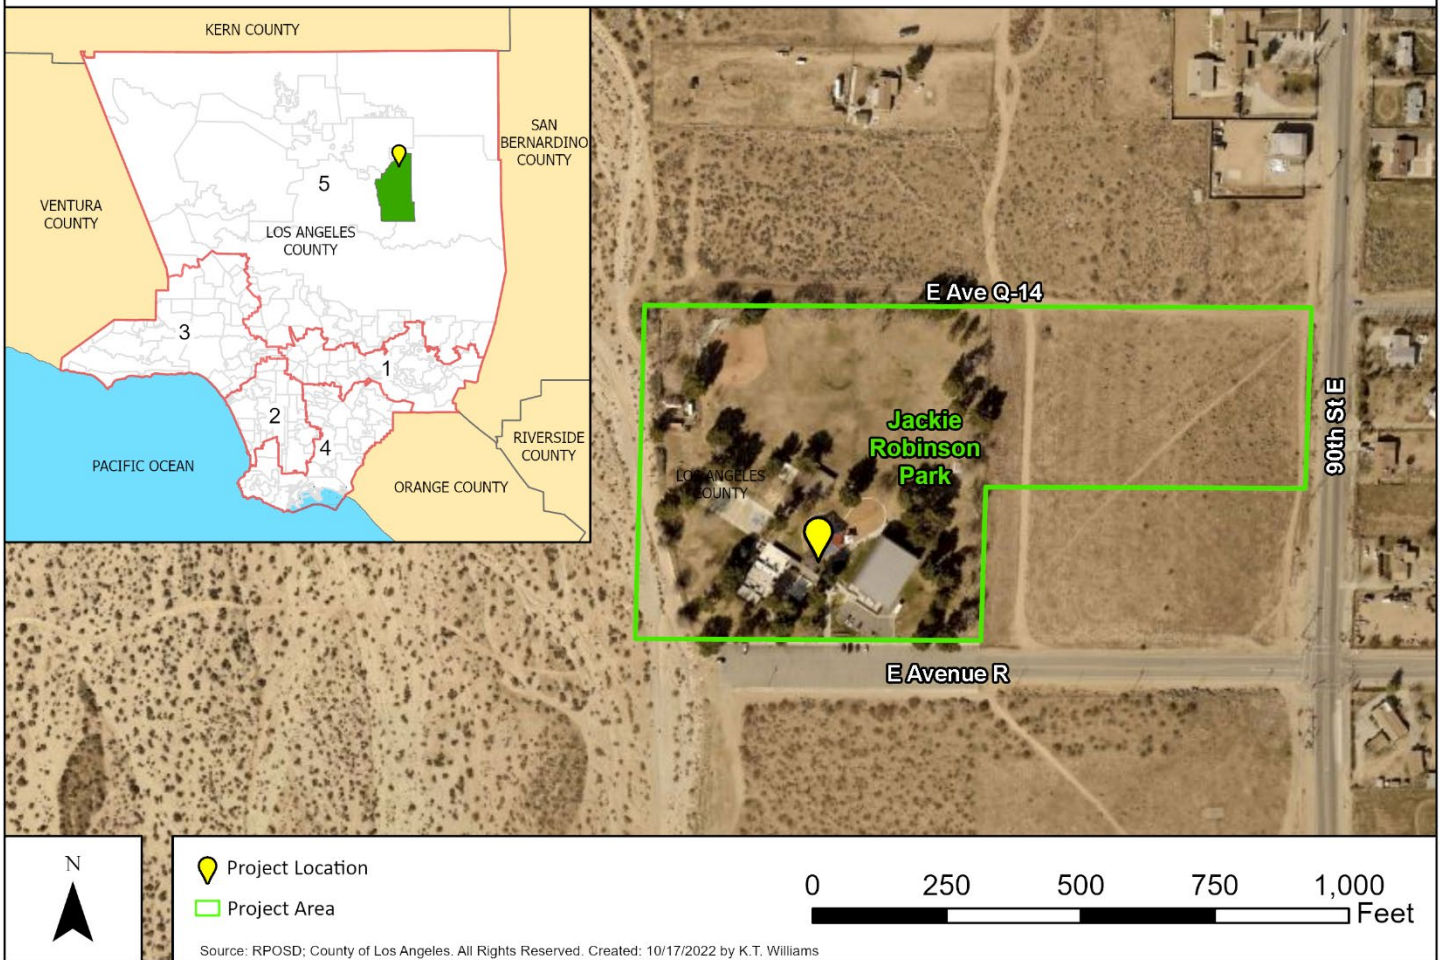 KERN COUNTY
SAN
BERNARDINO
COUNTY
5
VENTURA
COUNTY
LOS ANGELES
COUNTY
3
1
2
4
RIVERSIDE
COUNTY
PACIFIC OCEAN
ORANGE COUNTY
E Ave Q-14
Jackie
Robinson
Park
LOS ANGELES
COUNTY
90th St E
E Avenue R
N
Project Location
Project Area
0 250 500 750 1,000
Feet
Source: RPOSD; County of Los Angeles. All Rights Reserved. Created: 10/17/2022 by K.T. Williams